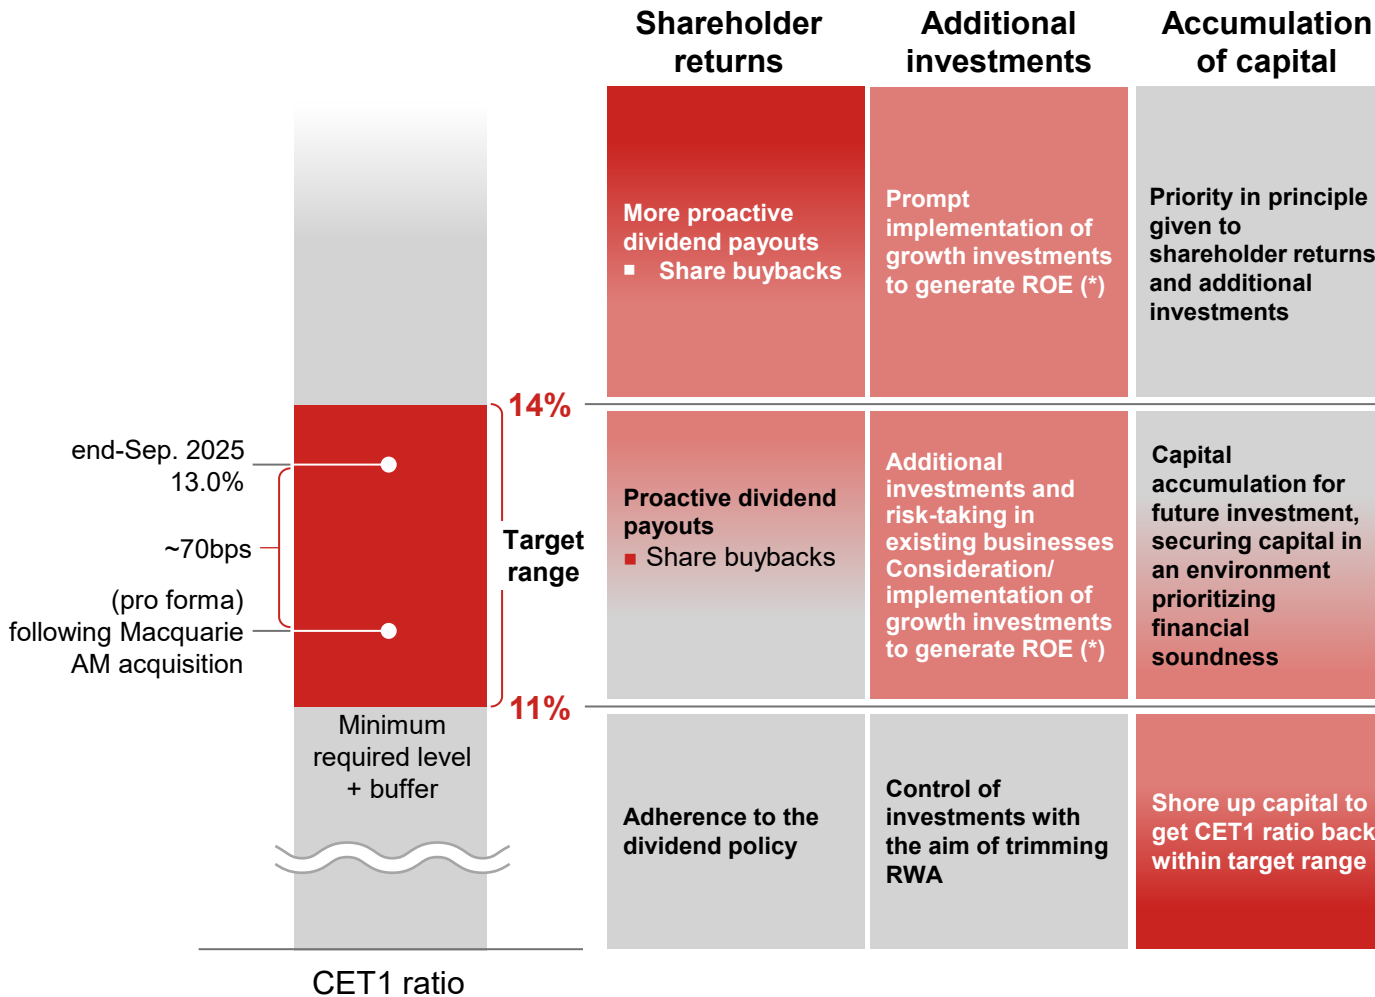 Shareholder
returns
Additional
investments
Accumulation
of capital
More proactive
dividend payouts
▪ Share buybacks
Prompt
implementation of
growth investments
to generate ROE (*)
Priority in principle
given to
shareholder returns
and additional
investments
14%
end-Sep. 2025
13.0%
~70bps
(pro forma)
following Macquarie
AM acquisition
Target
range
Proactive dividend
payouts
▪ Share buybacks
Additional
investments and
risk-taking in
existing businesses
Consideration/
implementation of
growth investments
to generate ROE (*)
Capital
accumulation for
future investment,
securing capital in
an environment
prioritizing
financial
soundness
11%
Minimum
required level
+ buffer
Adherence to the
dividend policy
Control of
investments with
the aim of trimming
RWA
Shore up capital to
get CET1 ratio back
within target range
CET1 ratio